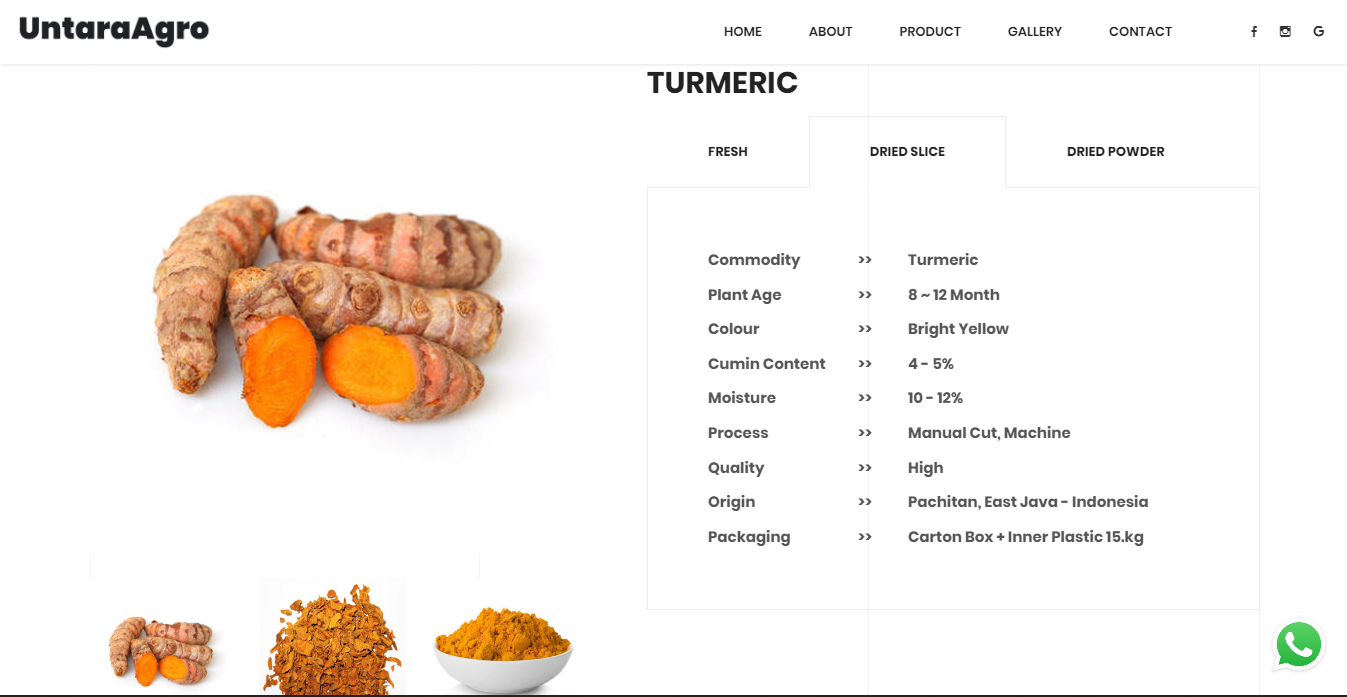 UntaraAgro
HOME ABOUT PRODUCT GALLERY CONTACT
TURMERIC
FRESH DRIED SLICE DRIED POWDER
Commodity >> Turmeric
Plant Age >> 8 ~ 12 Month
Colour >> Bright Yellow
Cumin Content >> 4 - 5%
Moisture >> 10 - 12%
Process >> Manual Cut, Machine
Quality >> High
Origin >> Pachitan, East Java - Indonesia
Packaging >> Carton Box + Inner Plastic 15.kg